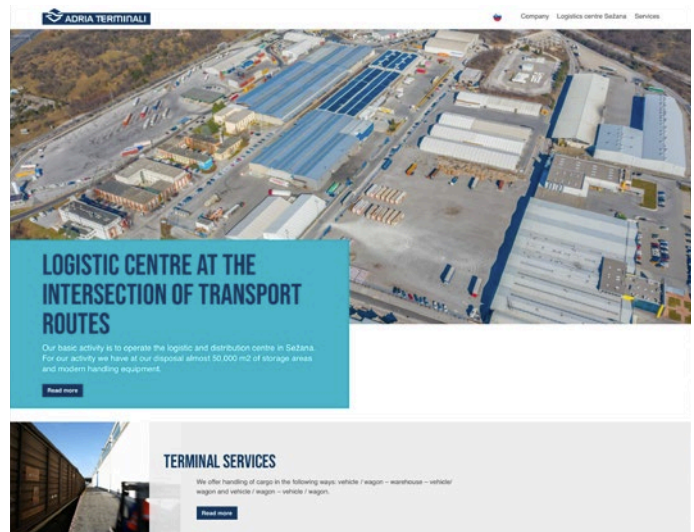 ADRIA TERMINALI
Company Logistics centre Sežana Services
LOGISTIC CENTRE AT THE
INTERSECTION OF TRANSPORT
ROUTES
Our basic activity is to operate the logistic and distribution centre in Sežana.
For our activity we have at our disposal almost 50,000 m2 of storage areas
and modern handling equipment.
Read more
TERMINAL SERVICES
We offer handling of cargo in the following ways: vehicle / wagon – warehouse – vehicle/
wagon and vehicle / wagon – vehicle / wagon.
Read more